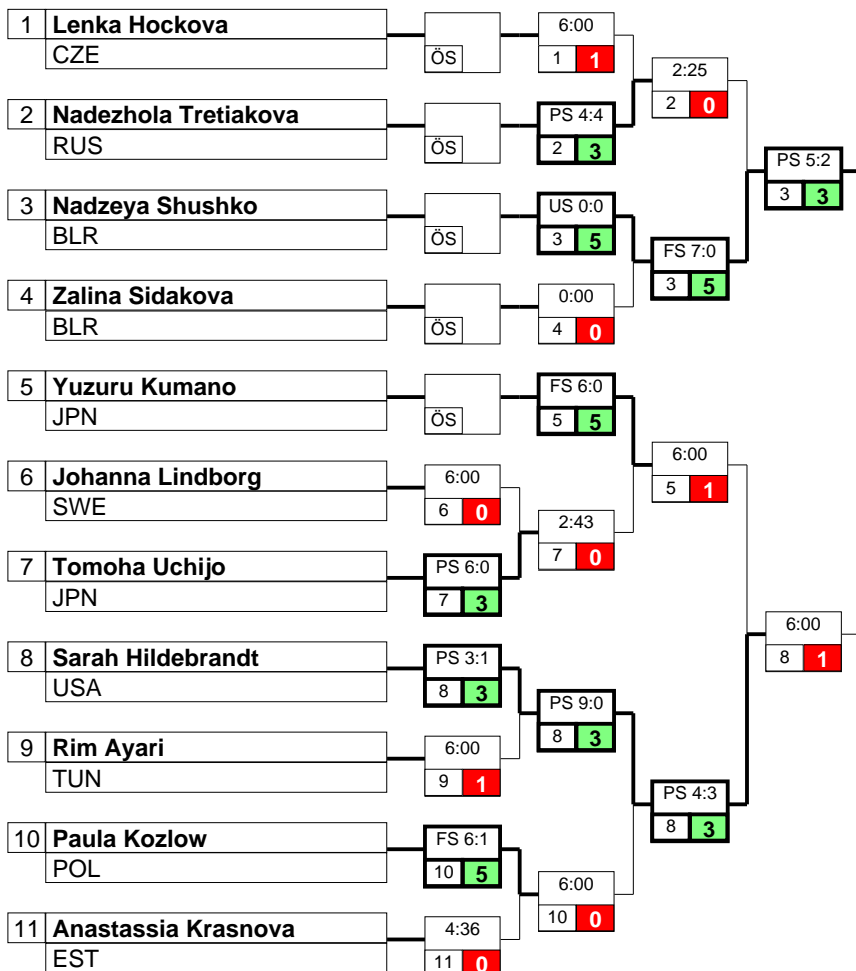 1 Lenka Hockova
CZE
ÖS
6:00
1 1
2:25
2 0
2 Nadezhola Tretiakova
RUS
ÖS
PS 4:4
2 3
PS 5:2
3 3
3 Nadzeya Shushko
BLR
ÖS
US 0:0
3 5
FS 7:0
3 5
4 Zalina Sidakova
BLR
ÖS
0:00
4 0
5 Yuzuru Kumano
JPN
ÖS
FS 6:0
5 5
6:00
5 1
6 Johanna Lindborg
SWE
6:00
6 0
2:43
7 0
7 Tomoha Uchijo
JPN
PS 6:0
7 3
6:00
8 1
8 Sarah Hildebrandt
USA
PS 3:1
8 3
PS 9:0
8 3
9 Rim Ayari
TUN
6:00
9 1
PS 4:3
8 3
10 Paula Kozlow
POL
FS 6:1
10 5
6:00
10 0
11 Anastassia Krasnova
EST
4:36
11 0